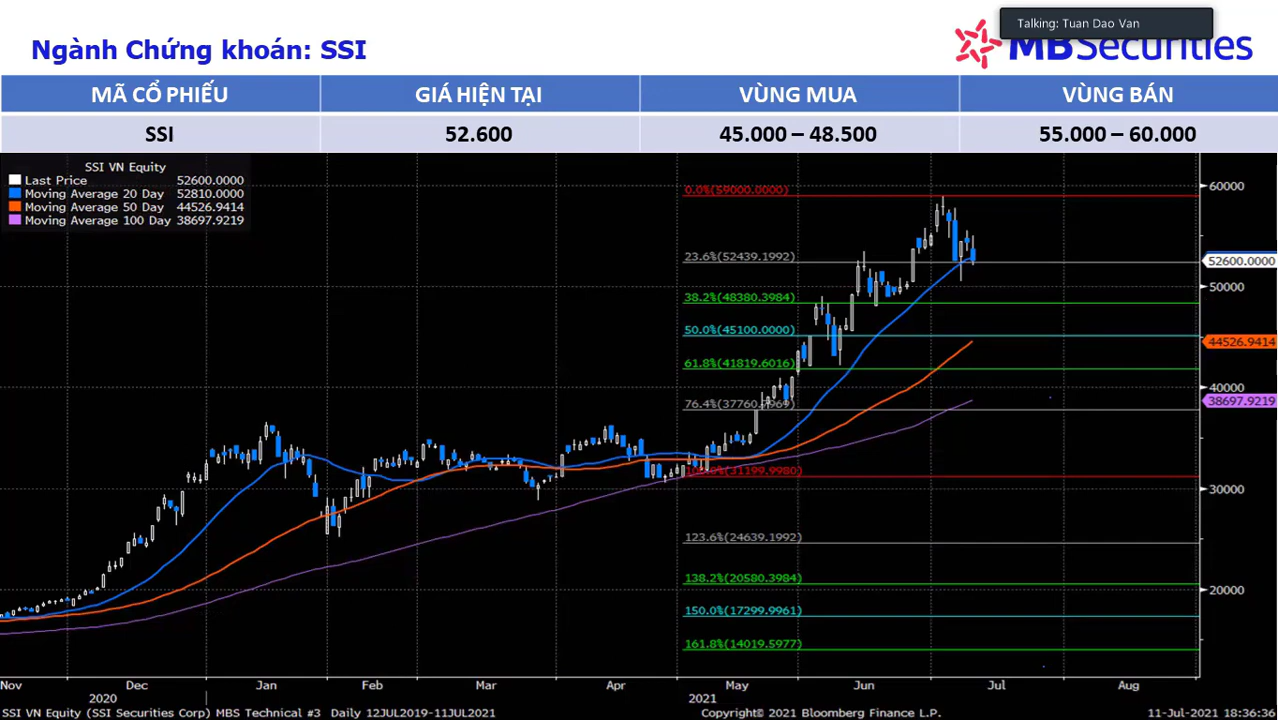 Talking: Tuan Dao Van
Ngành Chứng khoán: SSI
MBSecurities
MÃ CỔ PHIẾU GIÁ HIỆN TẠI VÙNG MUA VÙNG BÁN
SSI 52.600 45.000 – 48.500 55.000 – 60.000
SSI VN Equity
Last Price 52600.0000
Moving Average 20 Day 52810.0000
Moving Average 50 Day 44526.9414
Moving Average 100 Day 38697.9219
0.0%(59000.0000)
23.6%(52439.1992)
38.2%(48380.3984)
50.0%(45100.0000)
61.8%(41819.6016)
76.4%(37760.7969)
100.0%(31199.9980)
123.6%(24639.1992)
138.2%(20580.3984)
150.0%(17299.9961)
161.8%(14019.5977)
60000
52600.0000
50000
44526.9414
40000
38697.9219
30000
20000
Nov Dec Jan Feb Mar Apr May Jun Jul Aug
2020 2021
SSI VN Equity (SSI Securities Corp) MBS Technical #3 Daily 12JUL2019-11JUL2021 Copyright© 2021 Bloomberg Finance L.P. 11-Jul-2021 18:36:36